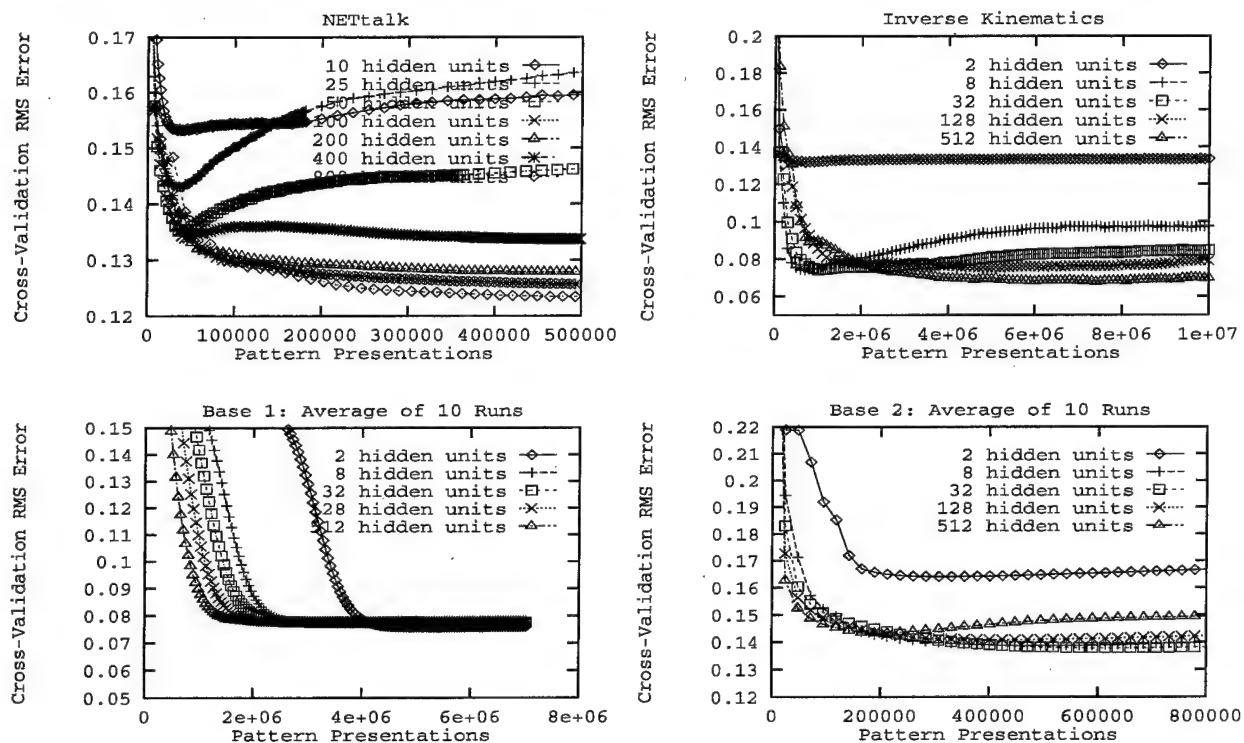 NETtalk
Cross-Validation RMS Error
0.17
0.16
0.15
0.14
0.13
0.12
10 hidden units
25 hidden units
50 hidden units
100 hidden units
200 hidden units
400 hidden units
800 hidden units
0 100000 200000 300000 400000 500000
Pattern Presentations
Inverse Kinematics
Cross-Validation RMS Error
0.2
0.18
0.16
0.14
0.12
0.1
0.08
0.06
2 hidden units
8 hidden units
32 hidden units
128 hidden units
512 hidden units
0 2e+06 4e+06 6e+06 8e+06 1e+07
Pattern Presentations
Base 1: Average of 10 Runs
Cross-Validation RMS Error
0.15
0.14
0.13
0.12
0.11
0.1
0.09
0.08
0.07
0.06
0.05
2 hidden units
8 hidden units
32 hidden units
128 hidden units
512 hidden units
0 2e+06 4e+06 6e+06 8e+06
Pattern Presentations
Base 2: Average of 10 Runs
Cross-Validation RMS Error
0.22
0.21
0.2
0.19
0.18
0.17
0.16
0.15
0.14
0.13
0.12
2 hidden units
8 hidden units
32 hidden units
128 hidden units
512 hidden units
0 200000 400000 600000 800000
Pattern Presentations